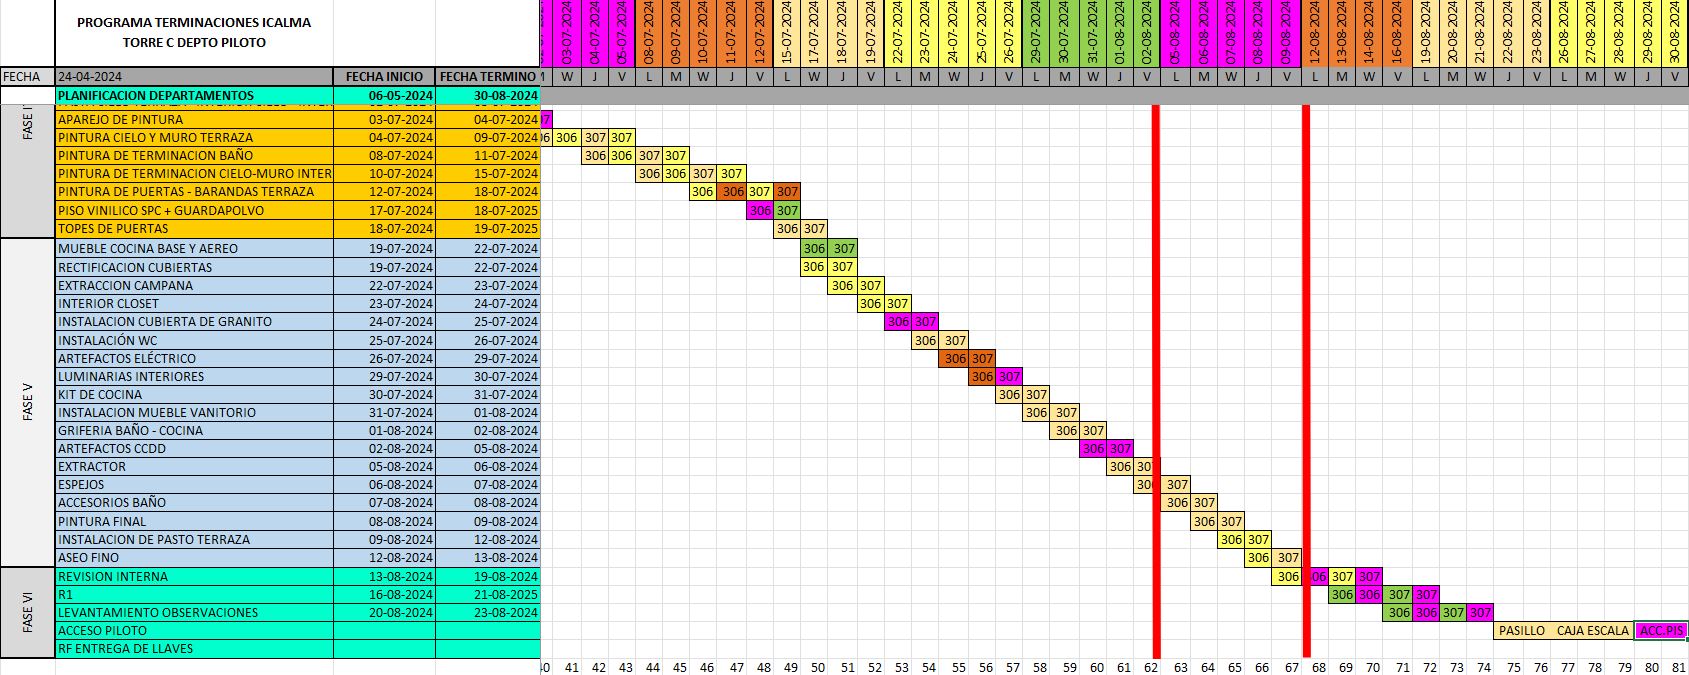 PROGRAMA TERMINACIONES ICALMA
TORRE C DEPTO PILOTO
03-07-2024 04-07-2024 05-07-2024 08-07-2024 09-07-2024 10-07-2024 11-07-2024 12-07-2024 15-07-2024 17-07-2024 18-07-2024 19-07-2024 22-07-2024 23-07-2024 24-07-2024 25-07-2024 26-07-2024 29-07-2024 30-07-2024 31-07-2024 01-08-2024 02-08-2024 05-08-2024 06-08-2024 07-08-2024 08-08-2024 09-08-2024 12-08-2024 13-08-2024 14-08-2024 16-08-2024 19-08-2024 20-08-2024 21-08-2024 22-08-2024 23-08-2024 26-08-2024 27-08-2024 28-08-2024 29-08-2024 30-08-2024
FECHA 24-04-2024 FECHA INICIO FECHA TERMINO W J V L M W J V L W J V L M W J V L M W J V L M W J V L M W V L M W J V L M W J V
PLANIFICACION DEPARTAMENTOS 06-05-2024 30-08-2024
APAREJO DE PINTURA 03-07-2024 04-07-2024 07
PINTURA CIELO Y MURO TERRAZA 04-07-2024 09-07-2024 06 306 307 307
PINTURA DE TERMINACION BAÑO 08-07-2024 11-07-2024 306 306 307 307
PINTURA DE TERMINACION CIELO-MURO INTER 10-07-2024 15-07-2024 306 306 307 307
PINTURA DE PUERTAS - BARANDAS TERRAZA 12-07-2024 18-07-2024 306 306 307 307
PISO VINILICO SPC + GUARDAPOLVO 17-07-2024 18-07-2025 306 307
TOPES DE PUERTAS 18-07-2024 19-07-2025 306 307
FASE V
MUEBLE COCINA BASE Y AEREO 19-07-2024 22-07-2024 306 307
RECTIFICACION CUBIERTAS 19-07-2024 22-07-2024 306 307
EXTRACCION CAMPANA 22-07-2024 23-07-2024 306 307
INTERIOR CLOSET 23-07-2024 24-07-2024 306 307
INSTALACION CUBIERTA DE GRANITO 24-07-2024 25-07-2024 306 307
INSTALACIÓN WC 25-07-2024 26-07-2024 306 307
ARTEFACTOS ELÉCTRICO 26-07-2024 29-07-2024 306 307
LUMINARIAS INTERIORES 29-07-2024 30-07-2024 306 307
KIT DE COCINA 30-07-2024 31-07-2024 306 307
INSTALACION MUEBLE VANITORIO 31-07-2024 01-08-2024 306 307
GRIFERIA BAÑO - COCINA 01-08-2024 02-08-2024 306 307
ARTEFACTOS CCDD 02-08-2024 05-08-2024 306 307
EXTRACTOR 05-08-2024 06-08-2024 306 307
ESPEJOS 06-08-2024 07-08-2024 306 307
ACCESORIOS BAÑO 07-08-2024 08-08-2024 306 307
PINTURA FINAL 08-08-2024 09-08-2024 306 307
INSTALACION DE PASTO TERRAZA 09-08-2024 12-08-2024 306 307
ASEO FINO 12-08-2024 13-08-2024 306 307
FASE VI
REVISION INTERNA 13-08-2024 19-08-2024 306 306 307 307
R1 16-08-2024 21-08-2025 306 306 307 307
LEVANTAMIENTO OBSERVACIONES 20-08-2024 23-08-2024 306 306 307 307
ACCESO PILOTO PASILLO CAJA ESCALA ACC.PIS
RF ENTREGA DE LLAVES
40 41 42 43 44 45 46 47 48 49 50 51 52 53 54 55 56 57 58 59 60 61 62 63 64 65 66 67 68 69 70 71 72 73 74 75 76 77 78 79 80 81